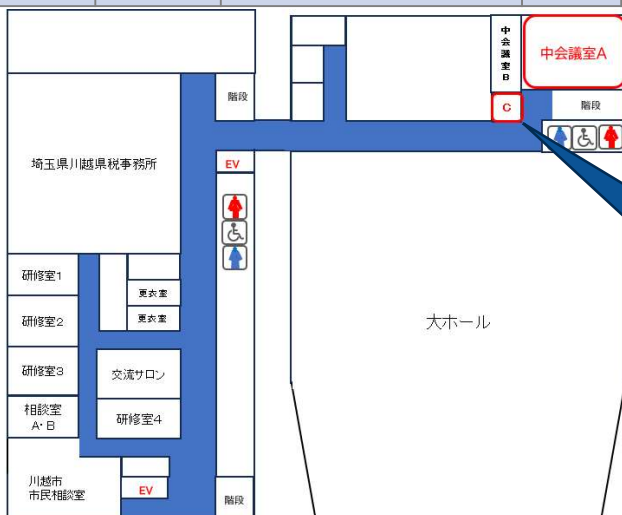 中会議室B
中会議室A
C
階段
階段
埼玉県川越県税事務所
EV
研修室1
更衣室
研修室2
更衣室
大ホール
研修室3
交流サロン
相談室
A・B
研修室4
川越市
市民相談室
EV
階段